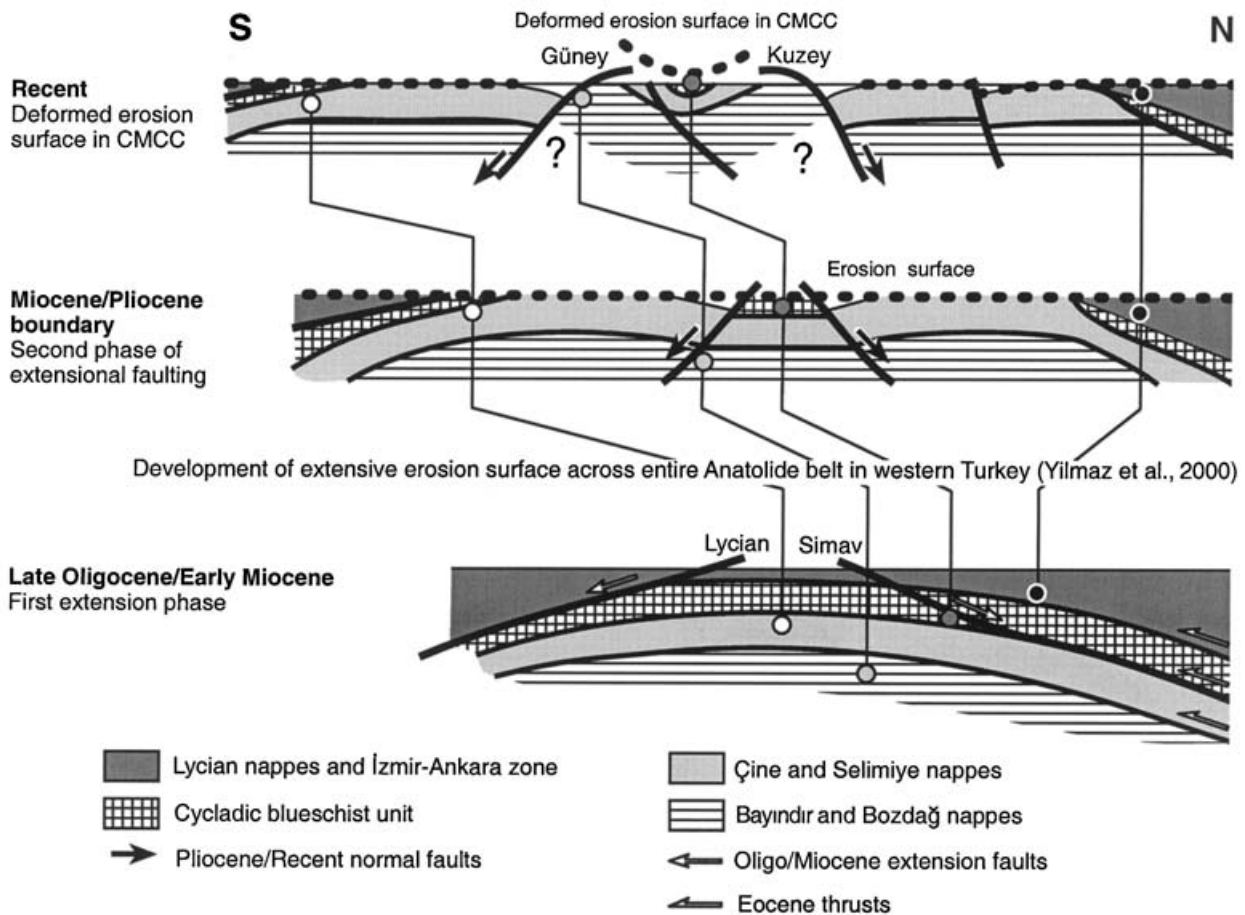 S
Deformed erosion surface in CMCC
N
Güney
Kuzey
Recent
Deformed erosion
surface in CMCC
?
?
Erosion surface
Miocene/Pliocene
boundary
Second phase of
extensional faulting
Development of extensive erosion surface across entire Anatolide belt in western Turkey (Yilmaz et al., 2000)
Lycian
Simav
Late Oligocene/Early Miocene
First extension phase
Lycian nappes and İzmir-Ankara zone
Çine and Selimiye nappes
Cycladic blueschist unit
Bayındır and Bozdağ nappes
Pliocene/Recent normal faults
Oligo/Miocene extension faults
Eocene thrusts